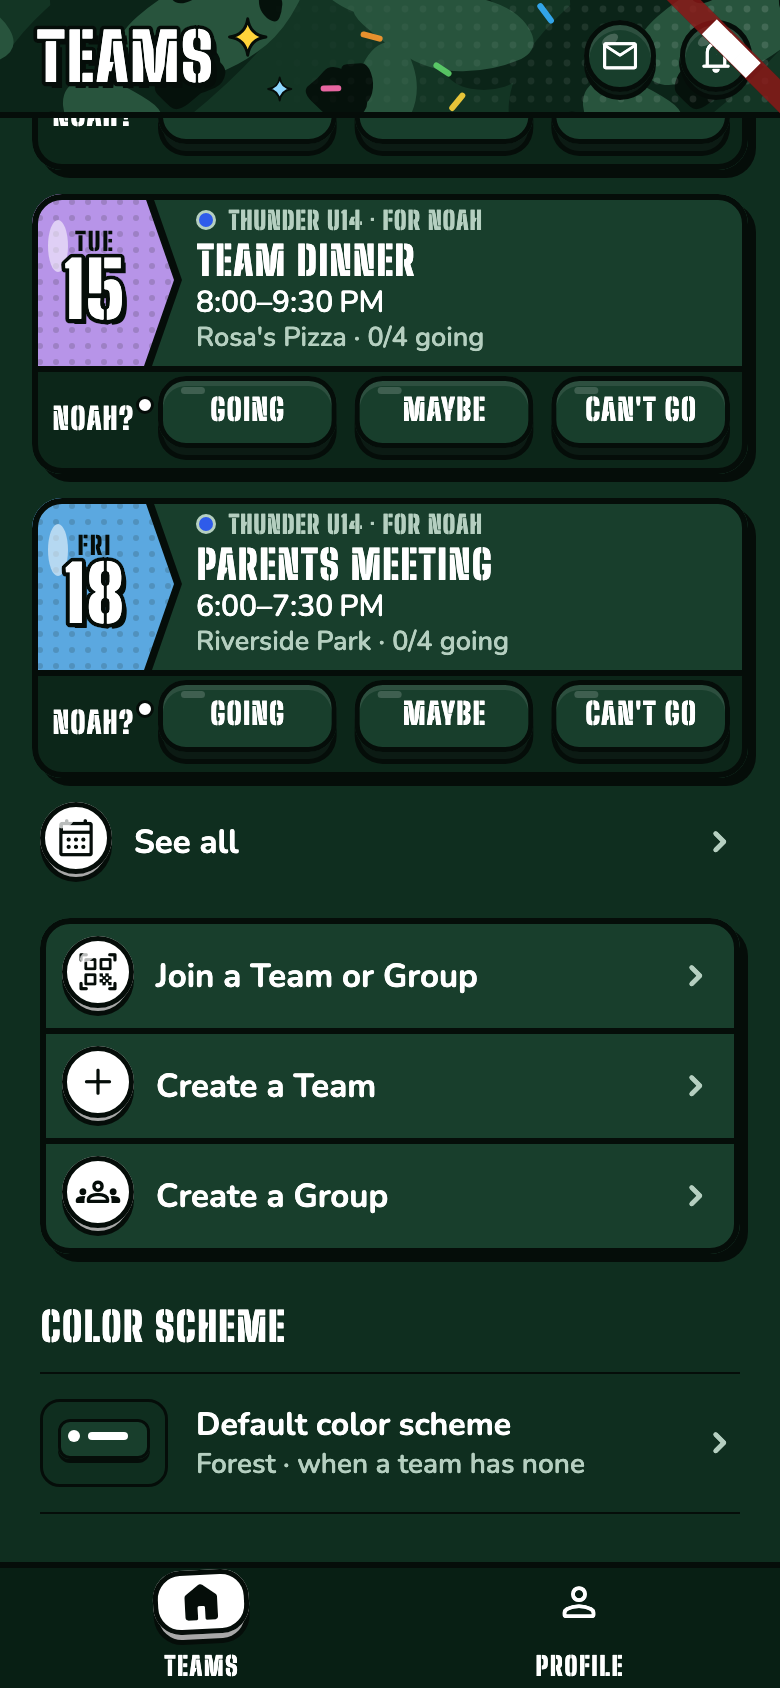 TEAMS
NOAH?
TUE
15
THUNDER U14 · FOR NOAH
TEAM DINNER
8:00–9:30 PM
Rosa's Pizza · 0/4 going
NOAH?
GOING
MAYBE
CAN'T GO
FRI
18
THUNDER U14 · FOR NOAH
PARENTS MEETING
6:00–7:30 PM
Riverside Park · 0/4 going
NOAH?
GOING
MAYBE
CAN'T GO
See all
Join a Team or Group
Create a Team
Create a Group
COLOR SCHEME
Default color scheme
Forest · when a team has none
TEAMS
PROFILE